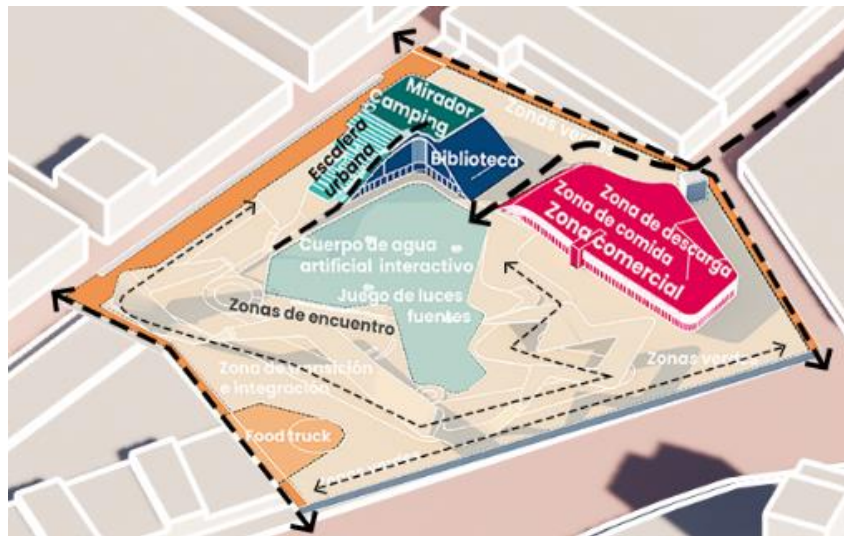 Mirador
Camping
Zonas verdes
Escalera
urbana
Biblioteca
Zona de descarga
Zona de comida
Zona comercial
Cuerpo de agua
artificial interactivo
Juego de luces
fuentes
Zonas de encuentro
Zona de transición
e integración
Zonas verdes
Food truck